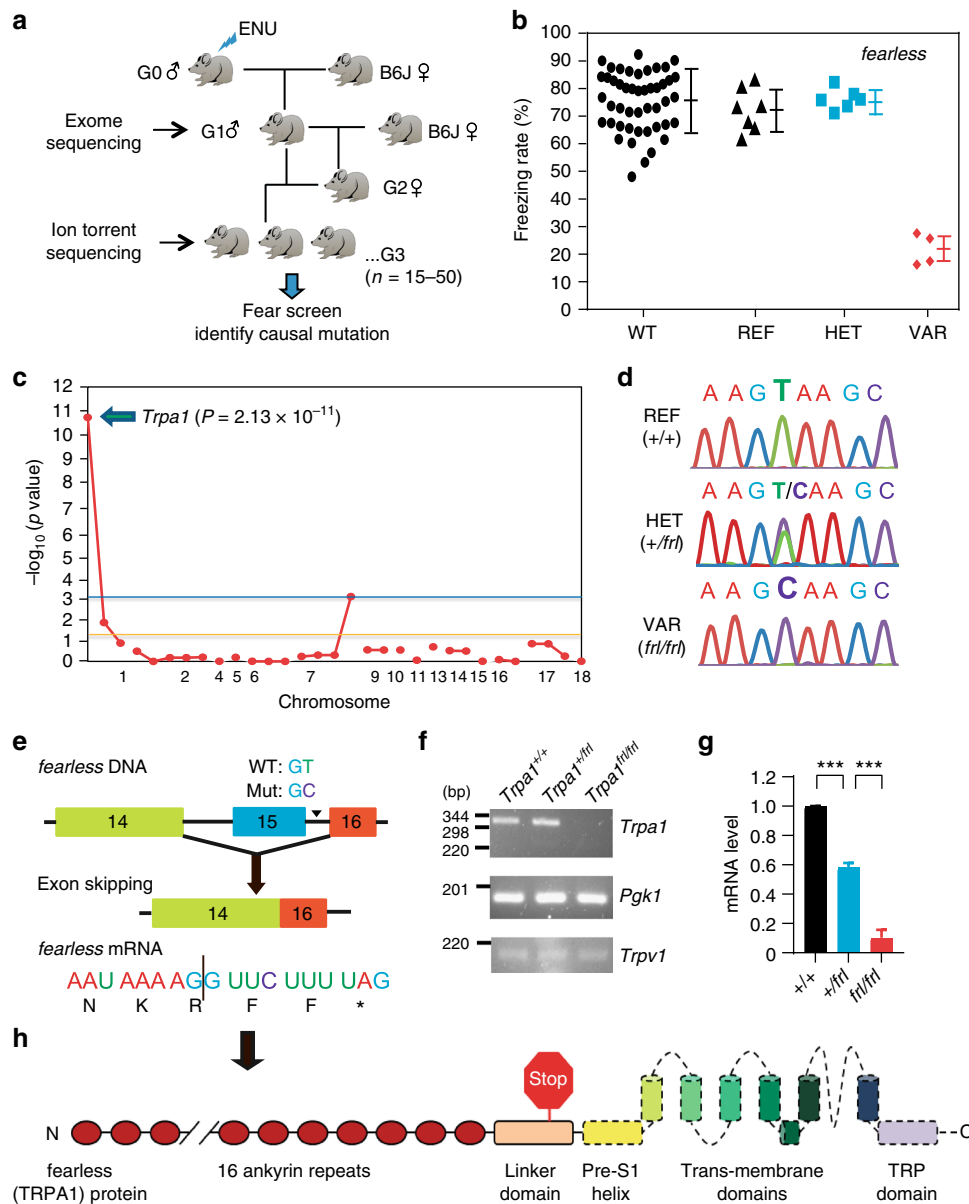 a
ENU
G0 ♂
B6J ♀
Exome
sequencing
G1♂
B6J ♀
G2♀
Ion torrent
sequencing
...G3
(n = 15–50)
Fear screen
identify causal mutation
b
fearless
Freezing rate (%)
100
90
80
70
60
50
40
30
20
10
0
WT REF HET VAR
c
–log10 (p value)
12
11
10
9
8
7
6
5
4
3
2
1
0
Trpa1 (P = 2.13 × 10−11)
1 2 4 5 6 7 9 10 11 13 14 15 16 17 18
Chromosome
d
A A G T A A G C
REF
(+/+)
A A G T/C A A G C
HET
(+/frl)
A A G C A A G C
VAR
(frl/frl)
e
fearless DNA
WT: GT
Mut: GC
14 15 16
Exon skipping
14 16
fearless mRNA
AAU AAA AGG UUC UUU UAG
N K R F F *
f
Trpa1+/+ Trpa1+/frl Trpa1frl/frl
(bp)
344
298
220
Trpa1
201
Pgk1
220
Trpv1
g
*** ***
mRNA level
1.2
1.0
0.8
0.6
0.4
0.2
0
+/+ +/frl frl/frl
h
Stop
N
C
fearless
(TRPA1) protein
16 ankyrin repeats
Linker
domain
Pre-S1
helix
Trans-membrane
domains
TRP
domain